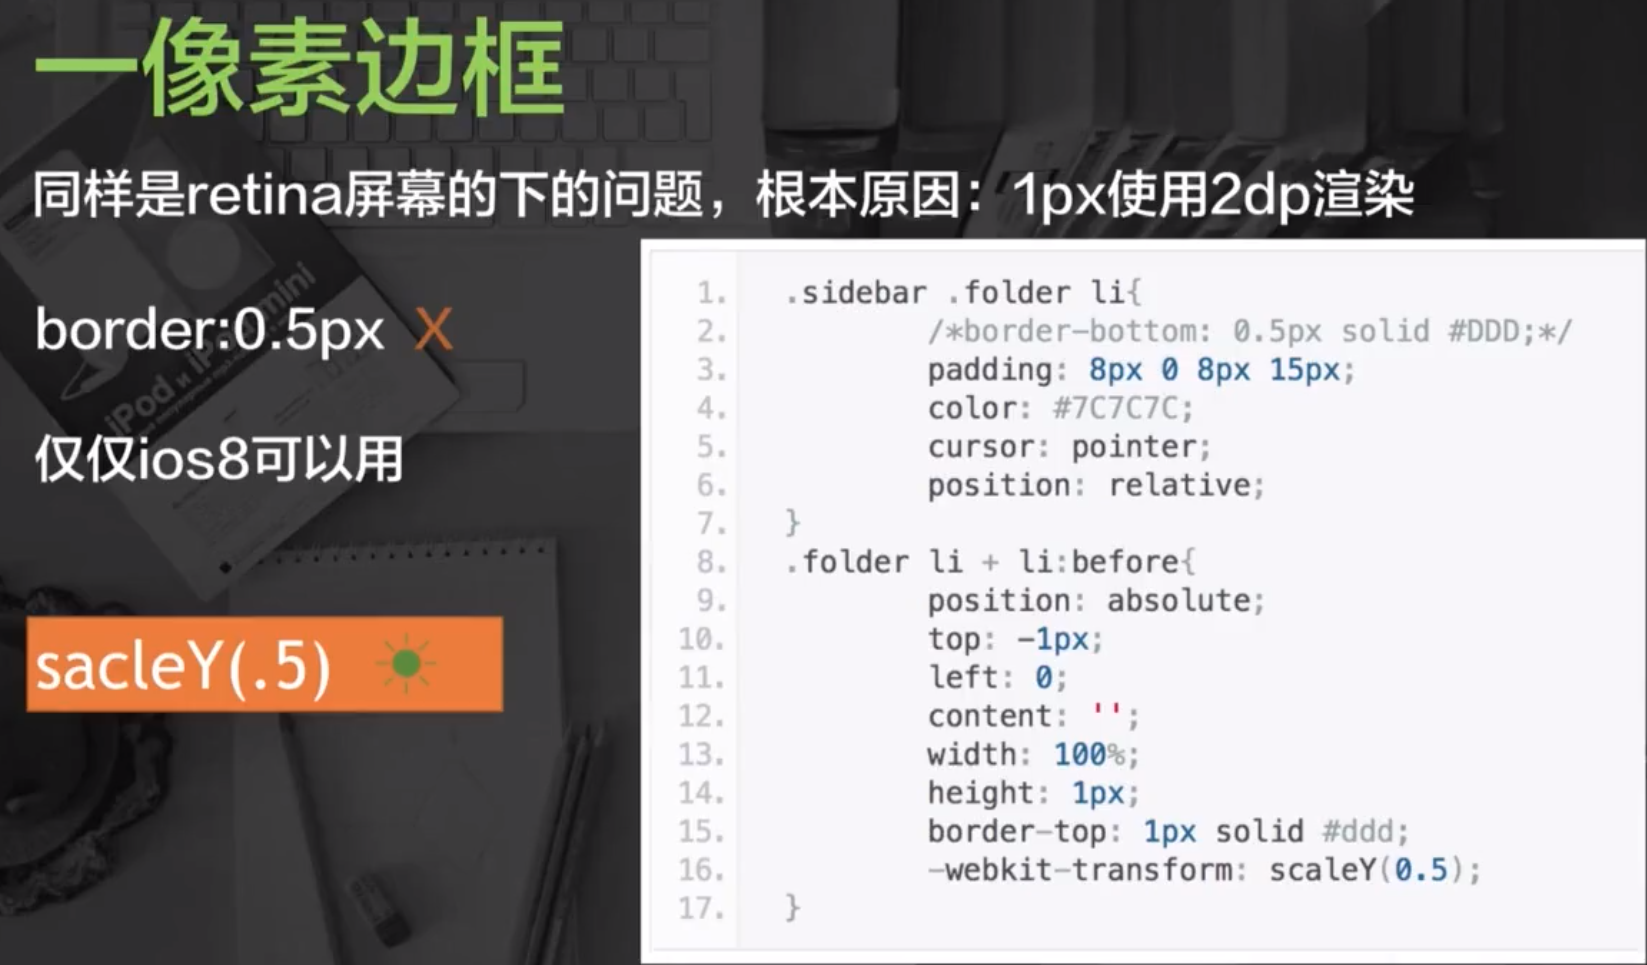 一像素边框
同样是retina屏幕的下的问题，根本原因：1px使用2dp渲染
border:0.5px X
仅仅ios8可以用
sacleY(.5)
1. .sidebar .folder li{
2. /*border-bottom: 0.5px solid #DDD;*/
3. padding: 8px 0 8px 15px;
4. color: #7C7C7C;
5. cursor: pointer;
6. position: relative;
7. }
8. .folder li + li:before{
9. position: absolute;
10. top: -1px;
11. left: 0;
12. content: '';
13. width: 100%;
14. height: 1px;
15. border-top: 1px solid #ddd;
16. -webkit-transform: scaleY(0.5);
17. }
iPod и iPad mini